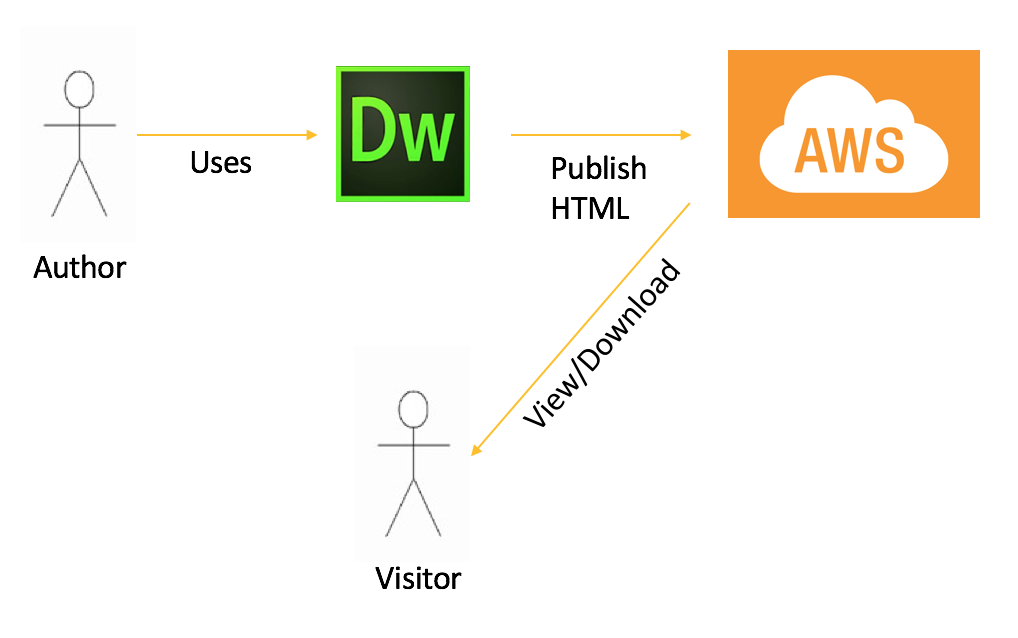 Dw
AWS
Uses
Publish
HTML
Author
View/Download
Visitor